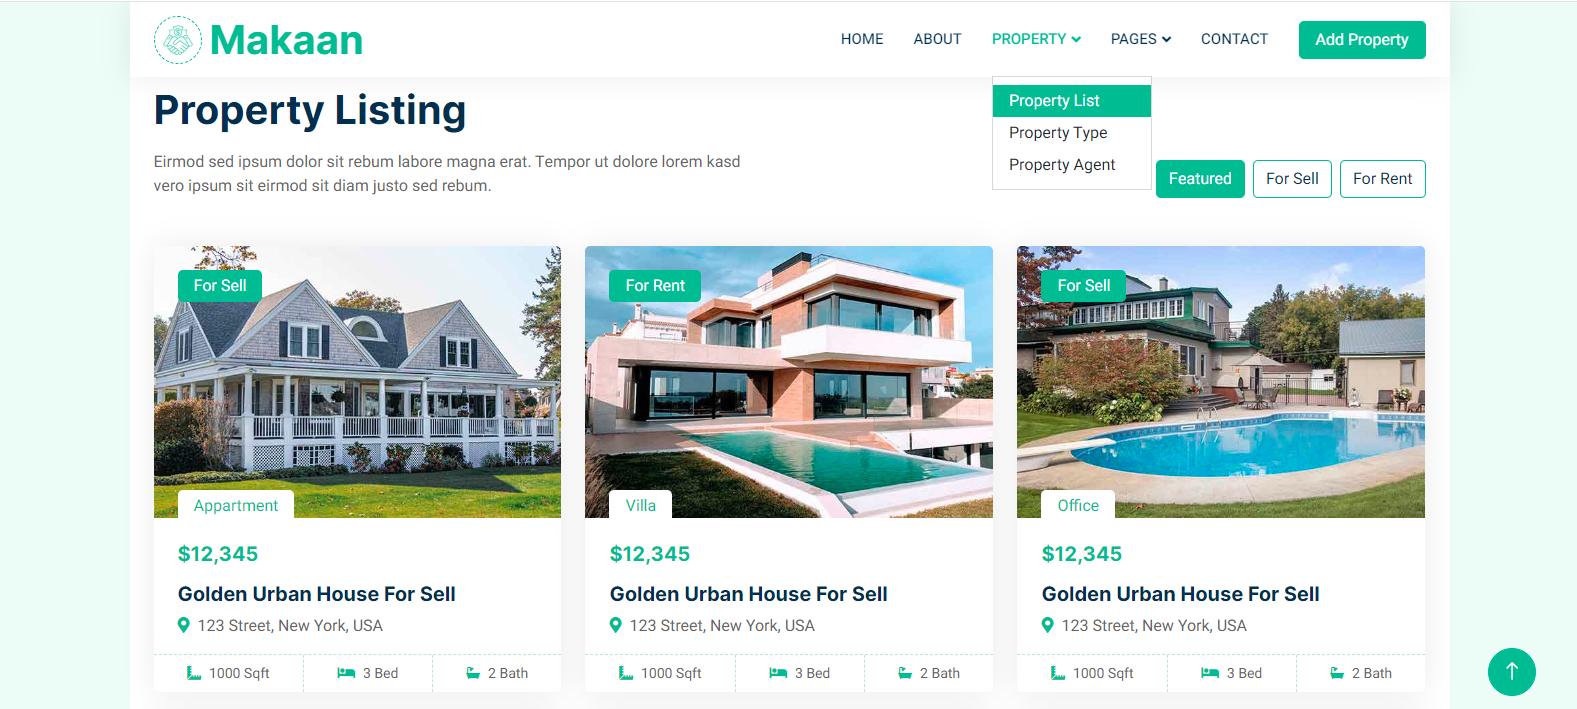 Makaan
HOME ABOUT PROPERTY PAGES CONTACT Add Property
Property List
Property Type
Property Agent
Property Listing
Eirmod sed ipsum dolor sit rebum labore magna erat. Tempor ut dolore lorem kasd
vero ipsum sit eirmod sit diam justo sed rebum.
Featured For Sell For Rent
For Sell
Appartment
$12,345
Golden Urban House For Sell
123 Street, New York, USA
1000 Sqft 3 Bed 2 Bath
For Rent
Villa
$12,345
Golden Urban House For Sell
123 Street, New York, USA
1000 Sqft 3 Bed 2 Bath
For Sell
Office
$12,345
Golden Urban House For Sell
123 Street, New York, USA
1000 Sqft 3 Bed 2 Bath